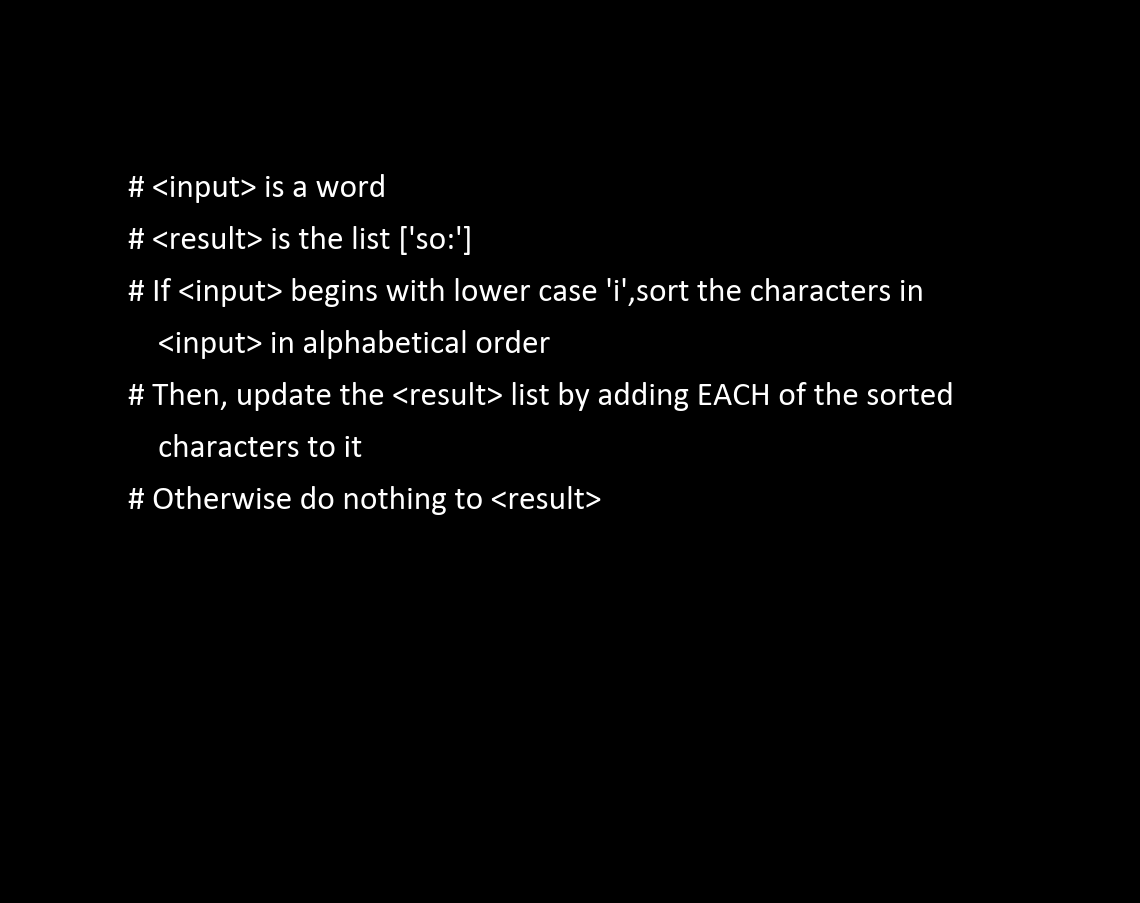 # <input> is a word
# <result> is the list ['so:']
# If <input> begins with lower case 'i',sort the characters in
<input> in alphabetical order
# Then, update the <result> list by adding EACH of the sorted
characters to it
# Otherwise do nothing to <result>